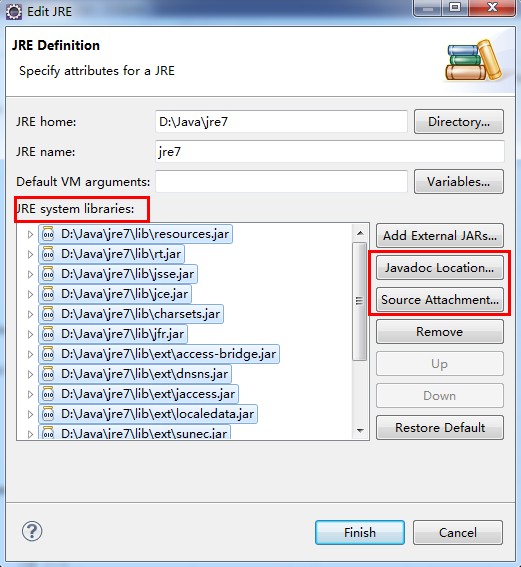 Edit JRE
JRE Definition
Specify attributes for a JRE
JRE home:
D:\Java\jre7
Directory...
JRE name:
jre7
Default VM arguments:
Variables...
JRE system libraries:
D:\Java\jre7\lib\resources.jar
D:\Java\jre7\lib\rt.jar
D:\Java\jre7\lib\jsse.jar
D:\Java\jre7\lib\jce.jar
D:\Java\jre7\lib\charsets.jar
D:\Java\jre7\lib\jfr.jar
D:\Java\jre7\lib\ext\access-bridge.jar
D:\Java\jre7\lib\ext\dnsns.jar
D:\Java\jre7\lib\ext\jaccess.jar
D:\Java\jre7\lib\ext\localedata.jar
D:\Java\jre7\lib\ext\sunec.jar
Add External JARs...
Javadoc Location...
Source Attachment...
Remove
Up
Down
Restore Default
?
Finish
Cancel